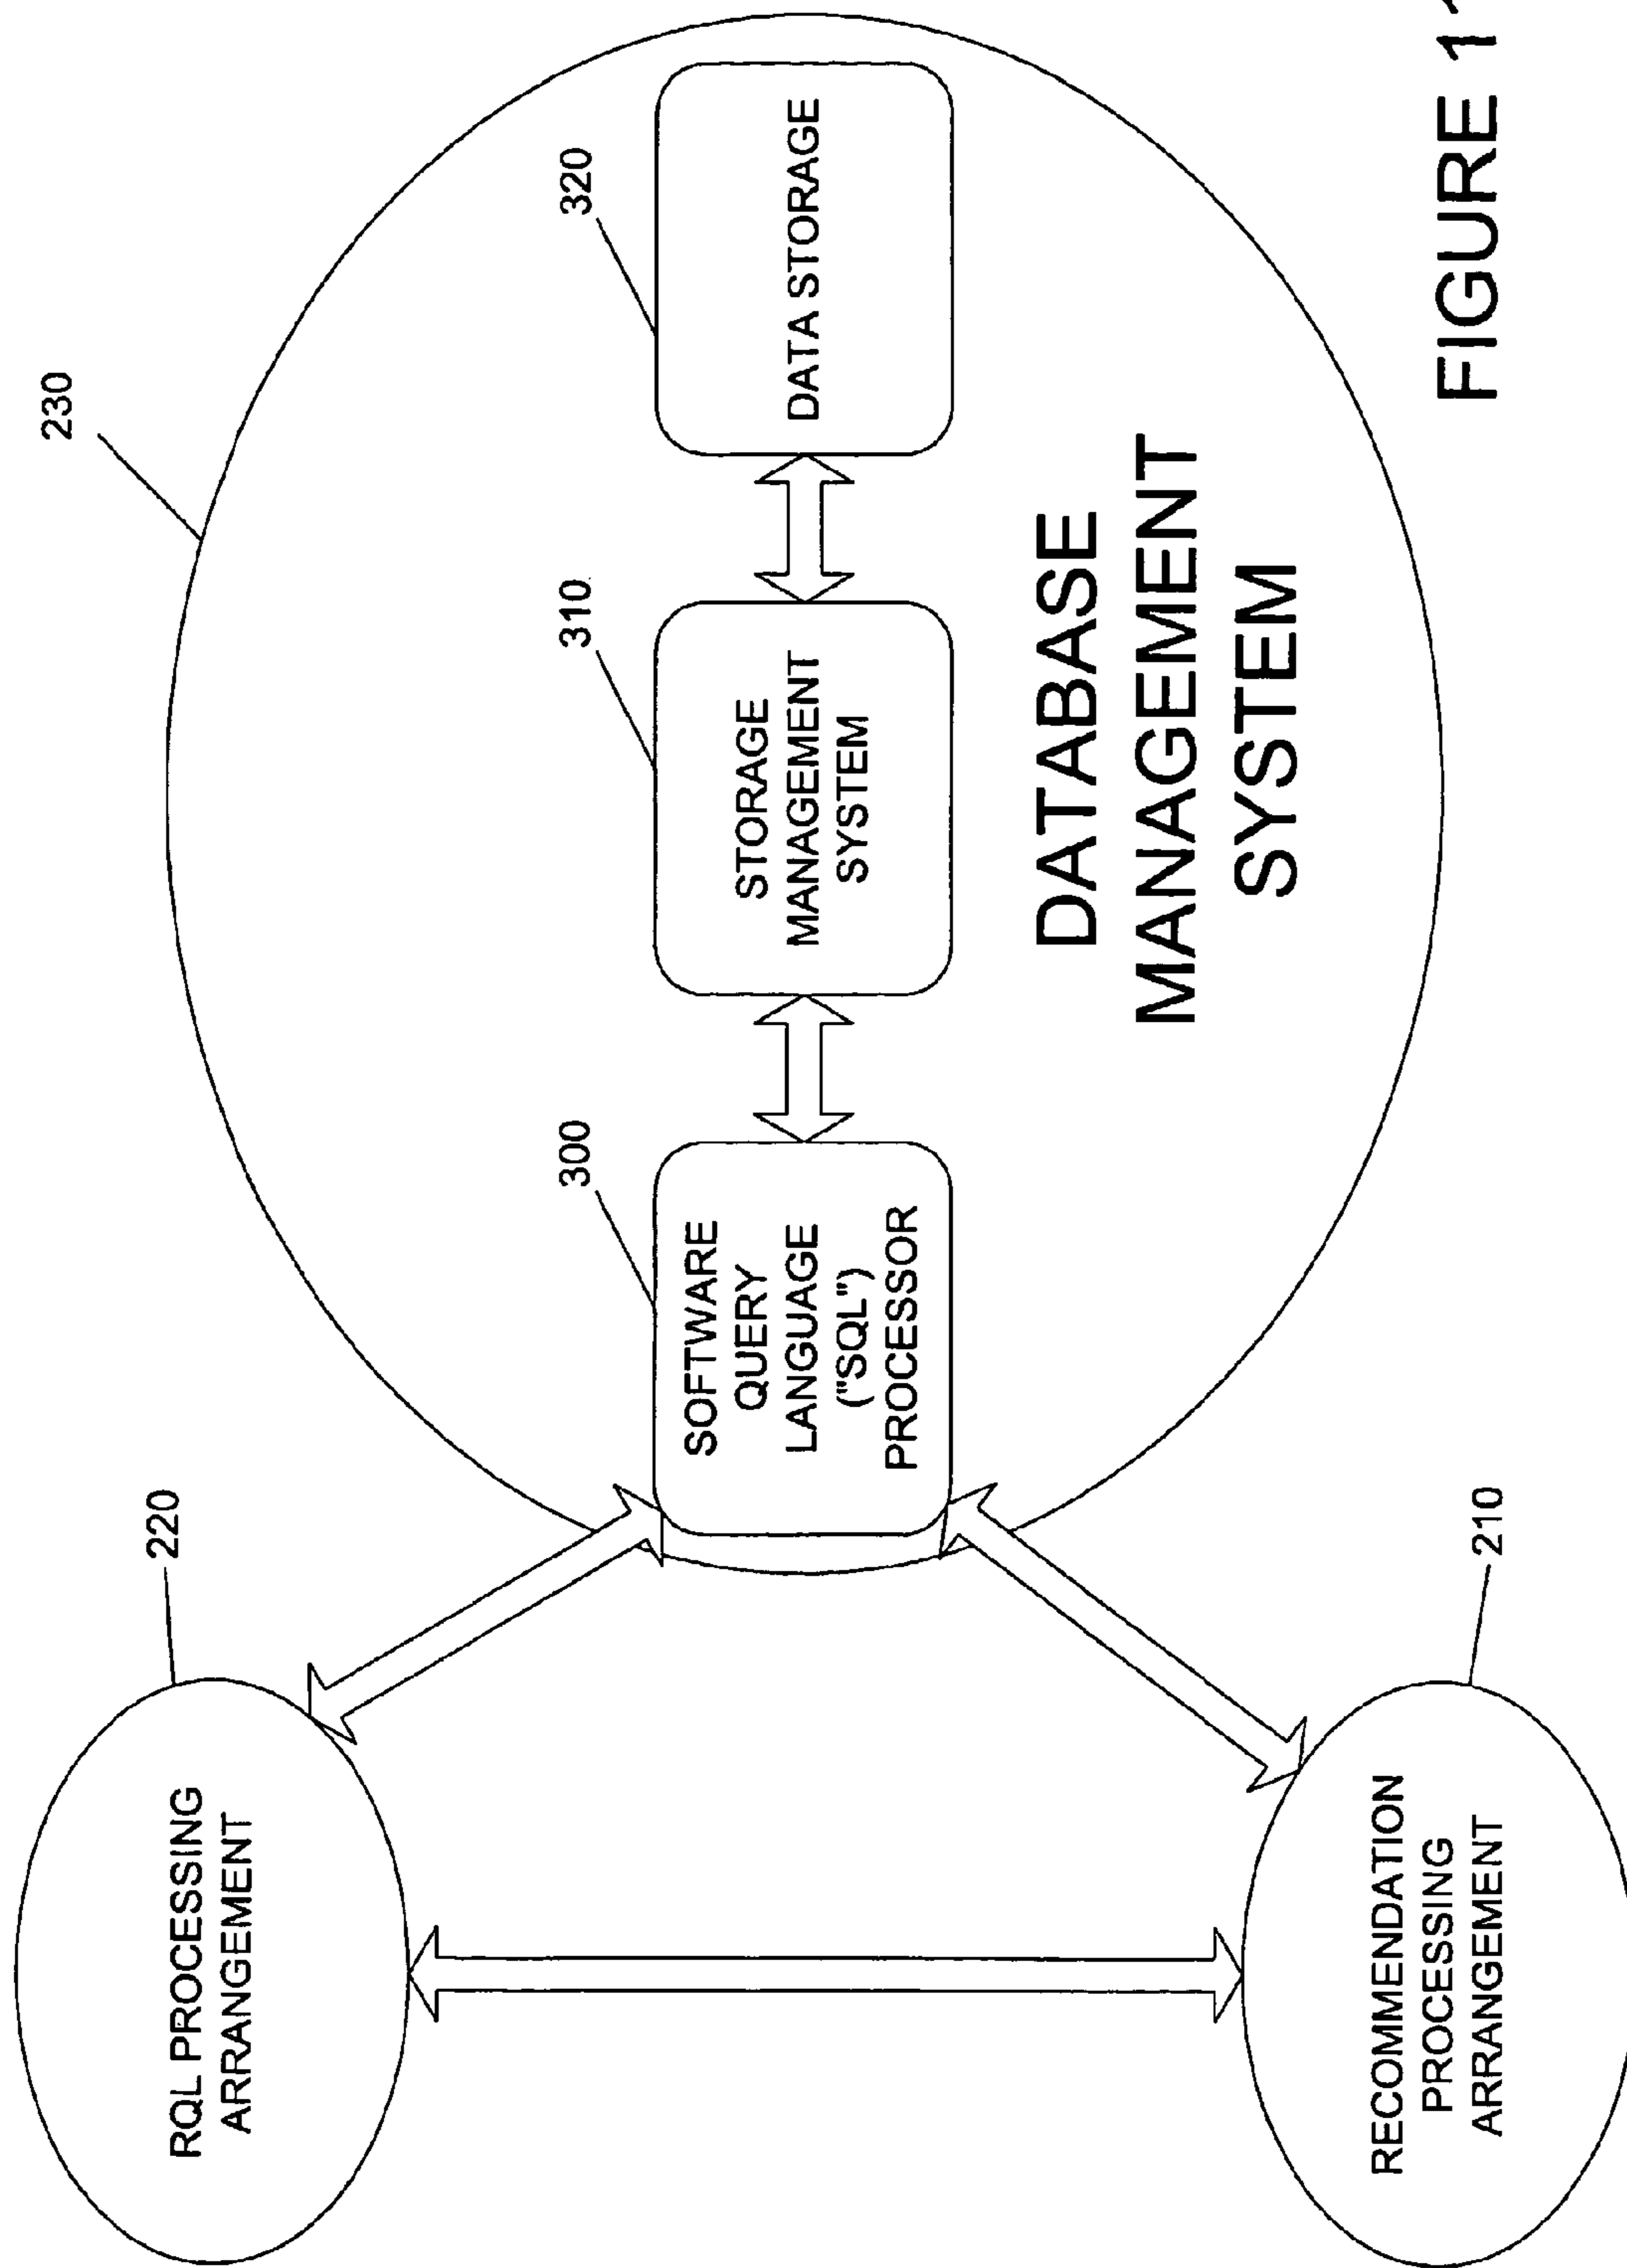 230
220
RQL PROCESSING
ARRANGEMENT
300
310
320
SOFTWARE
QUERY
LANGUAGE
("SQL")
PROCESSOR
STORAGE
MANAGEMENT
SYSTEM
DATA STORAGE
DATABASE
MANAGEMENT
SYSTEM
210
RECOMMENDATION
PROCESSING
ARRANGEMENT
FIGURE 11